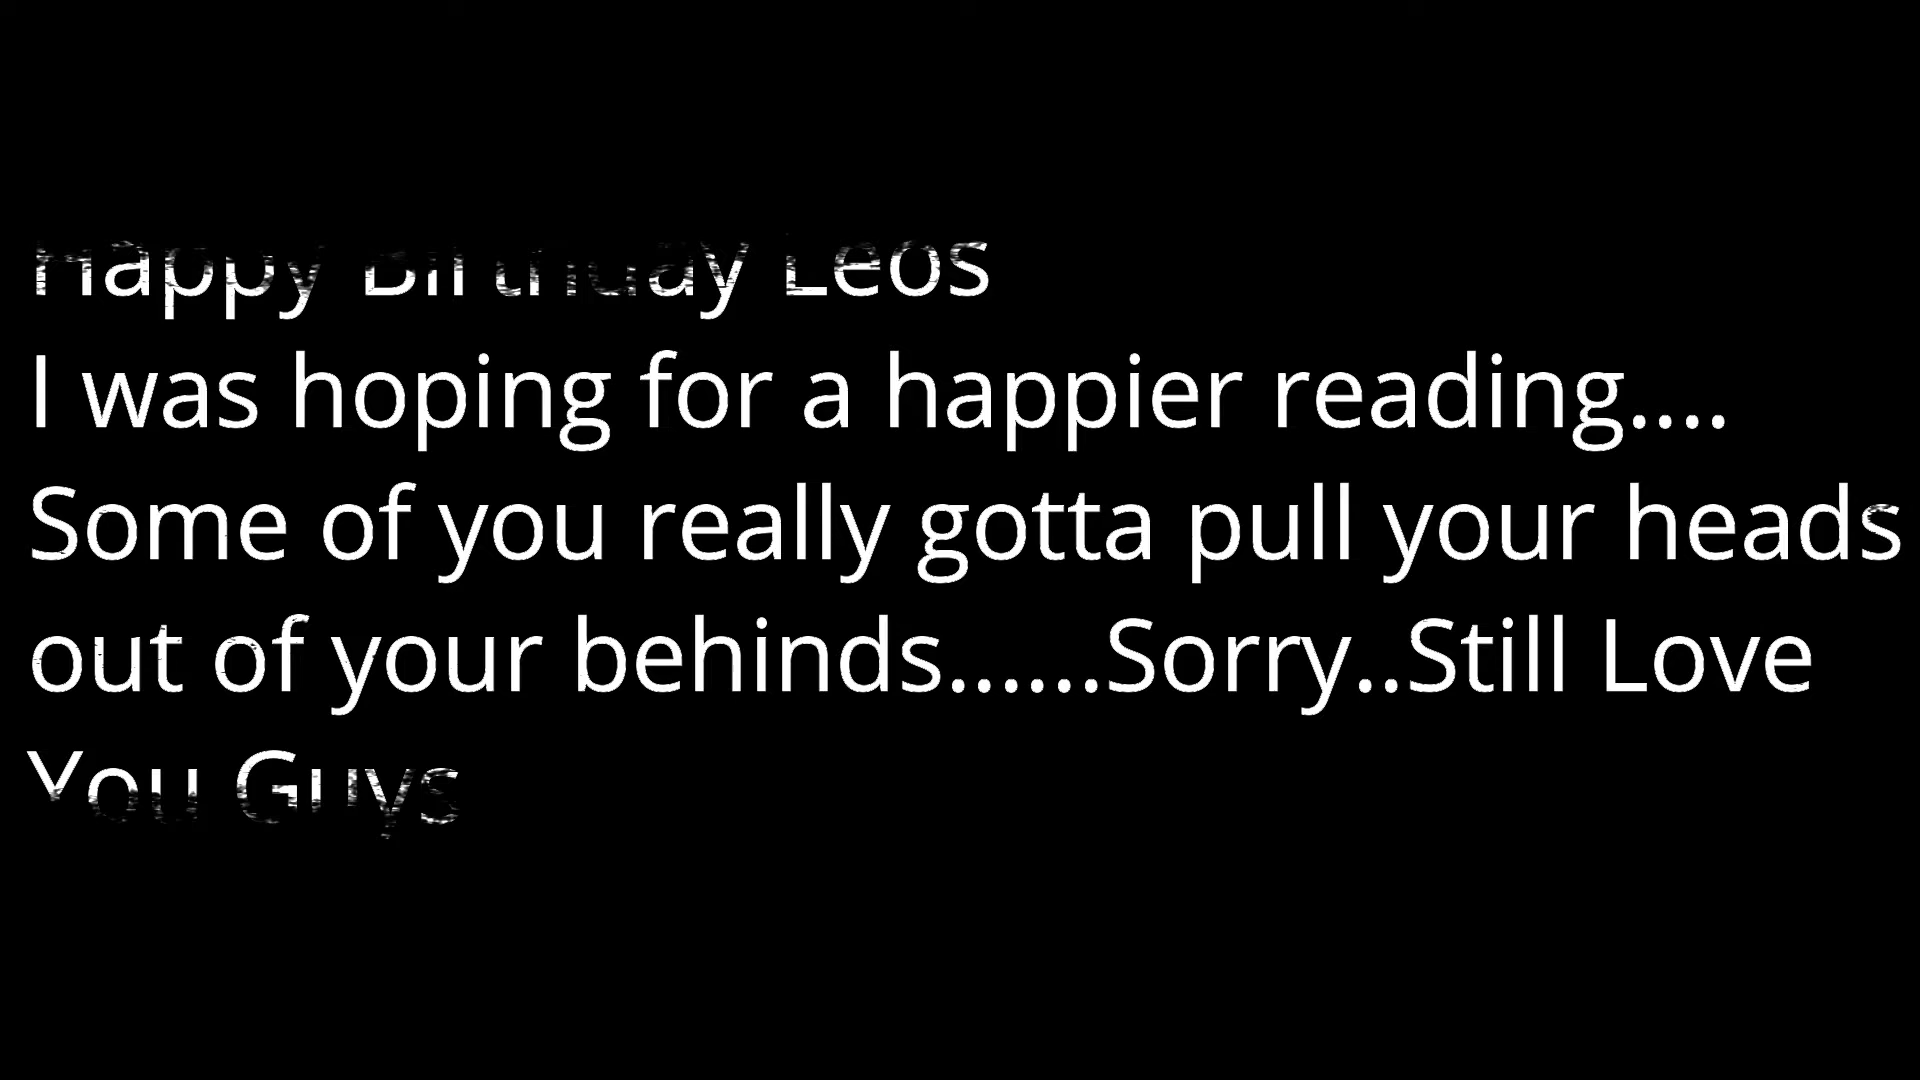 Happy Birthday Leos
I was hoping for a happier reading....
Some of you really gotta pull your heads
out of your behinds......Sorry..Still Love
You Guys